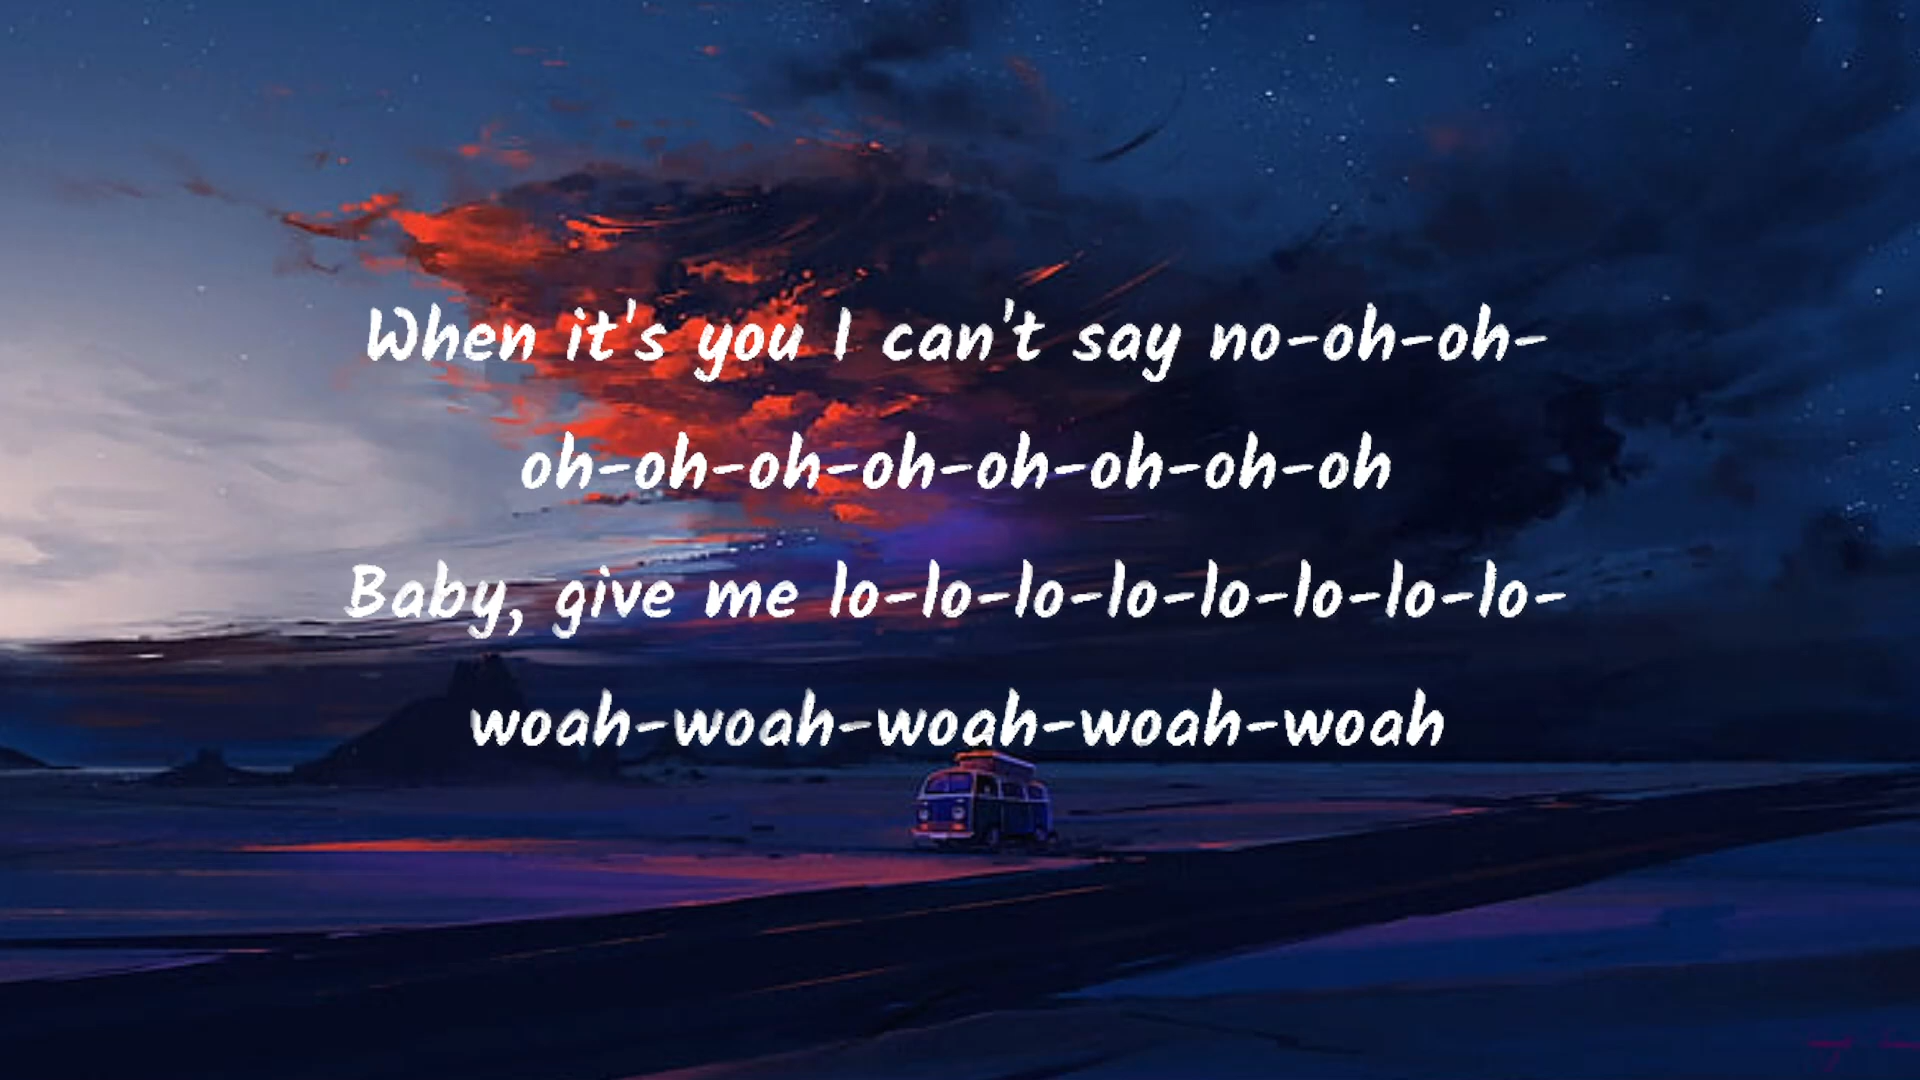 When it's you I can't say no-oh-oh-
oh-oh-oh-oh-oh-oh-oh-oh
Baby, give me lo-lo-lo-lo-lo-lo-lo-lo-
woah-woah-woah-woah-woah